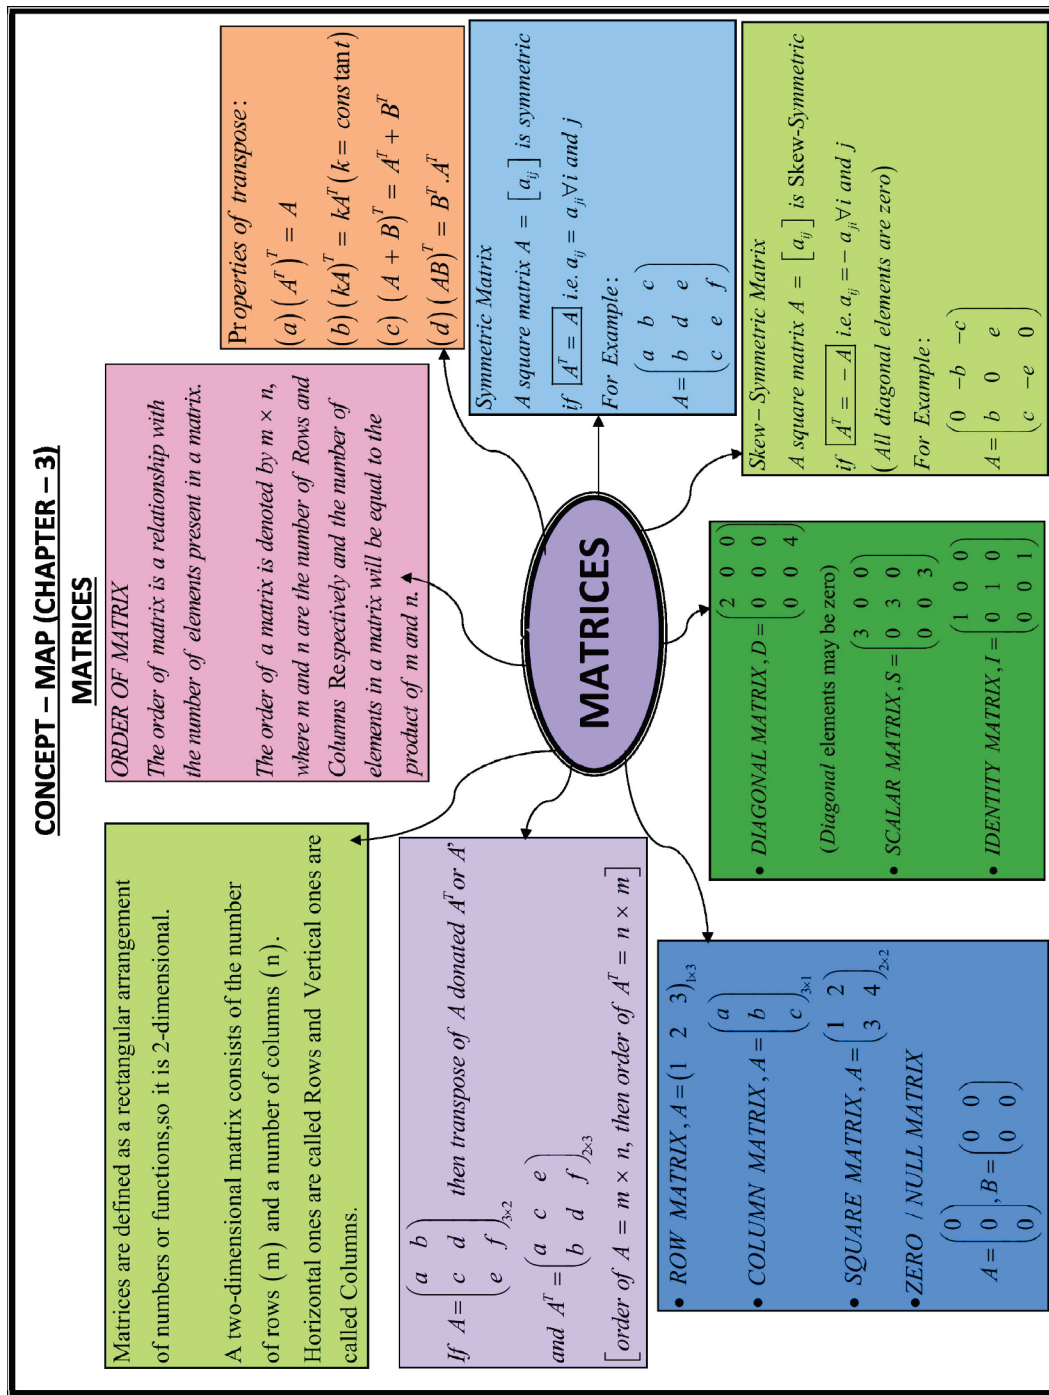 CONCEPT – MAP (CHAPTER – 3)
MATRICES
Matrices are defined as a rectangular arrangement
of numbers or functions,so it is 2-dimensional.
A two-dimensional matrix consists of the number
of rows (m) and a number of columns (n).
Horizontal ones are called Rows and Vertical ones are
called Columns.
ORDER OF MATRIX
The order of matrix is a relationship with
the number of elements present in a matrix.
The order of a matrix is denoted by m × n,
where m and n are the number of Rows and
Columns Respectively and the number of
elements in a matrix will be equal to the
product of m and n.
Properties of transpose:
(a) (A^T)^T = A
(b) (kA)^T = kA^T (k = constant)
(c) (A + B)^T = A^T + B^T
(d) (AB)^T = B^T.A^T
If A = (a b
c d
e f)3×2 then transpose of A donated A^T or A'
and A^T = (a c e
b d f)2×3
[order of A = m × n, then order of A^T = n × m]
MATRICES
Symmetric Matrix
A square matrix A = [a_ij] is symmetric
if A^T = A i.e. a_ij = a_ji ∀ i and j
For Example:
A = (a b c
b d e
c e f)
• ROW MATRIX, A = (1 2 3)1×3
• COLUMN MATRIX, A = (a
b
c)3×1
• SQUARE MATRIX, A = (1 2
3 4)2×2
• ZERO / NULL MATRIX
A = (0
0
0), B = (0 0
0 0)
• DIAGONAL MATRIX, D = (2 0 0
0 0 0
0 0 4)
(Diagonal elements may be zero)
• SCALAR MATRIX, S = (3 0 0
0 3 0
0 0 3)
• IDENTITY MATRIX, I = (1 0 0
0 1 0
0 0 1)
Skew – Symmetric Matrix
A square matrix A = [a_ij] is Skew-Symmetric
if A^T = −A i.e. a_ij = −a_ji ∀ i and j
(All diagonal elements are zero)
For Example:
A = (0 −b −c
b 0 e
c −e 0)